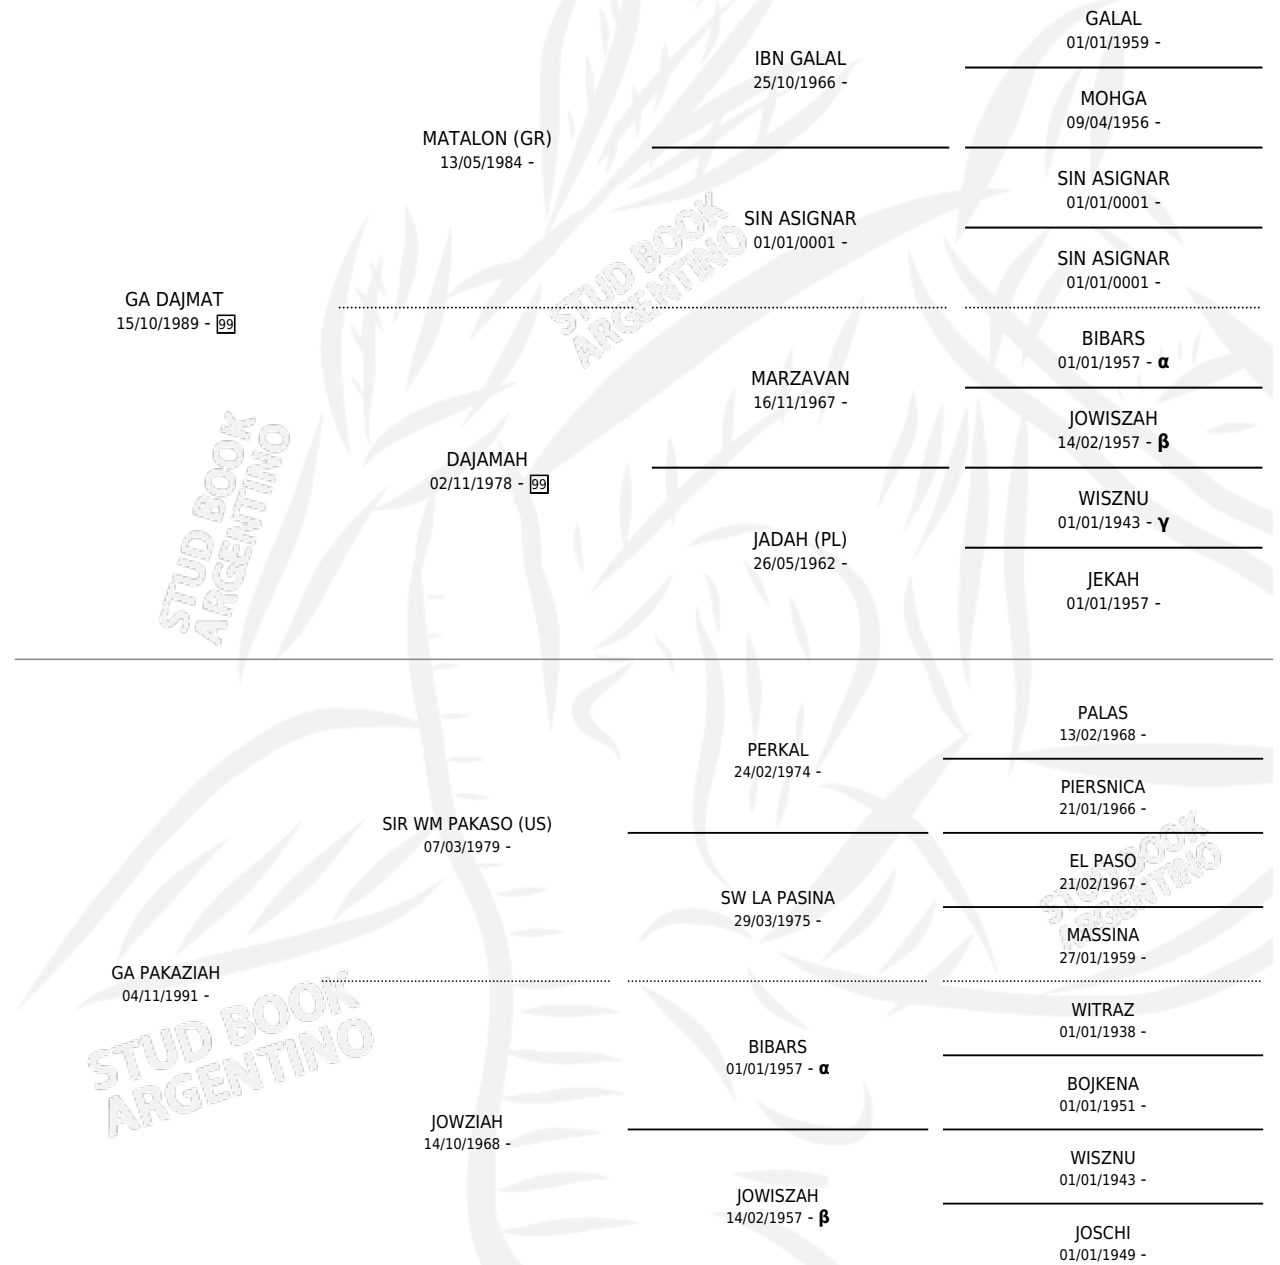 GALAL
01/01/1959 -
IBN GALAL
25/10/1966 -
MOHGA
09/04/1956 -
MATALON (GR)
13/05/1984 -
SIN ASIGNAR
01/01/0001 -
SIN ASIGNAR
01/01/0001 -
SIN ASIGNAR
01/01/0001 -
GA DAJMAT
15/10/1989 - 99
BIBARS
01/01/1957 - α
MARZAVAN
16/11/1967 -
JOWISZAH
14/02/1957 - β
DAJAMAH
02/11/1978 - 99
WISZNU
01/01/1943 - γ
JADAH (PL)
26/05/1962 -
JEKAH
01/01/1957 -
PALAS
13/02/1968 -
PERKAL
24/02/1974 -
PIERSNICA
21/01/1966 -
SIR WM PAKASO (US)
07/03/1979 -
EL PASO
21/02/1967 -
SW LA PASINA
29/03/1975 -
MASSINA
27/01/1959 -
GA PAKAZIAH
04/11/1991 -
WITRAZ
01/01/1938 -
BIBARS
01/01/1957 - α
BOJKENA
01/01/1951 -
JOWZIAH
14/10/1968 -
WISZNU
01/01/1943 -
JOWISZAH
14/02/1957 - β
JOSCHI
01/01/1949 -
STUD BOOK
ARGENTINO
STUD BOOK
ARGENTINO
STUD BOOK
ARGENTINO
STUD BOOK
ARGENTINO